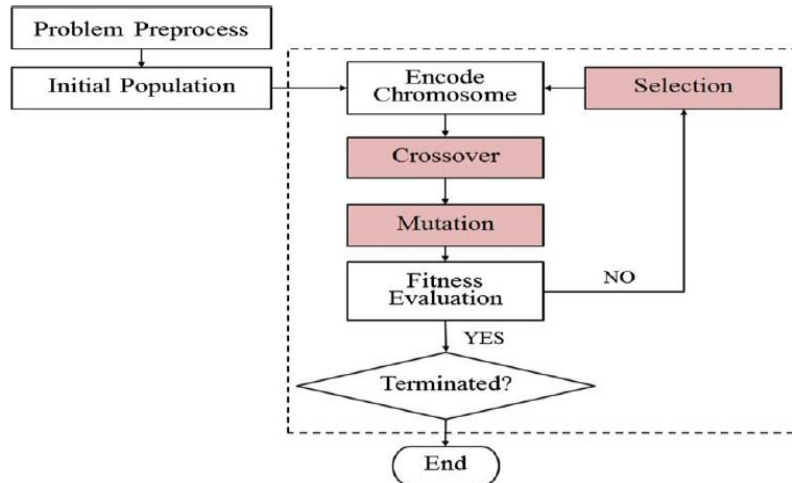 Problem Preprocess
Initial Population
Encode
Chromosome
Selection
Crossover
Mutation
Fitness
Evaluation
NO
YES
Terminated?
End